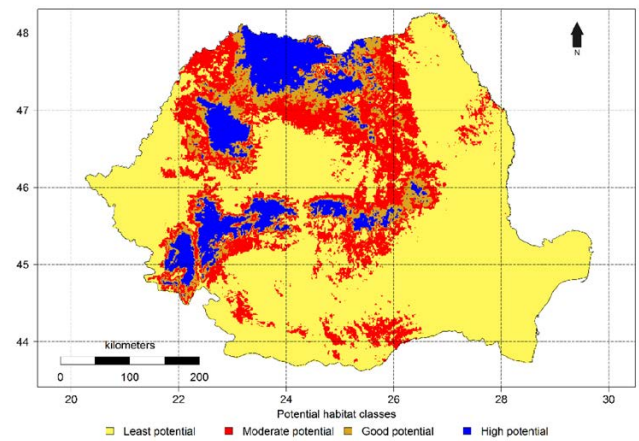 48
47
46
45
44
N
kilometers
0 100 200
20 22 24 26 28 30
Potential habitat classes
Least potential Moderate potential Good potential High potential